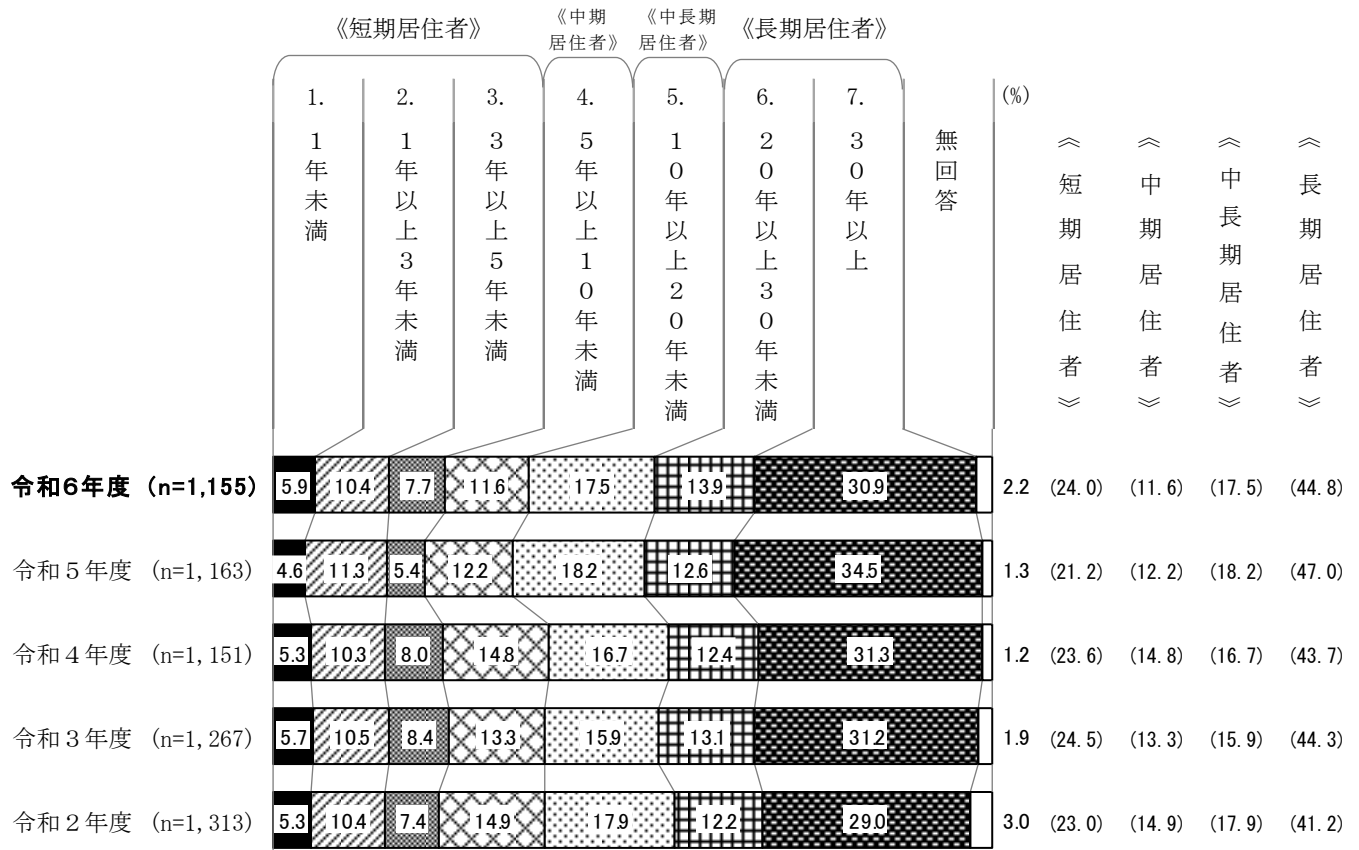 《短期居住者》
《中期
居住者》
《中長期
居住者》
《長期居住者》
1.
1年未満
2.
1年以上3年未満
3.
3年以上5年未満
4.
5年以上10年未満
5.
10年以上20年未満
6.
20年以上30年未満
7.
30年以上
無回答
(%)
《短期居住者》
《中期居住者》
《中長期居住者》
《長期居住者》
令和6年度 (n=1,155) 5.9 10.4 7.7 11.6 17.5 13.9 30.9 2.2 (24.0) (11.6) (17.5) (44.8)
令和5年度 (n=1,163) 4.6 11.3 5.4 12.2 18.2 12.6 34.5 1.3 (21.2) (12.2) (18.2) (47.0)
令和4年度 (n=1,151) 5.3 10.3 8.0 14.8 16.7 12.4 31.3 1.2 (23.6) (14.8) (16.7) (43.7)
令和3年度 (n=1,267) 5.7 10.5 8.4 13.3 15.9 13.1 31.2 1.9 (24.5) (13.3) (15.9) (44.3)
令和2年度 (n=1,313) 5.3 10.4 7.4 14.9 17.9 12.2 29.0 3.0 (23.0) (14.9) (17.9) (41.2)